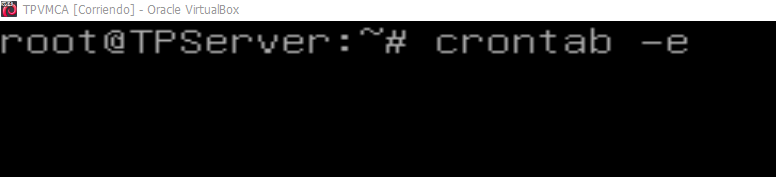 TPVMCA [Corriendo] - Oracle VirtualBox
root@TPServer:~# crontab -e